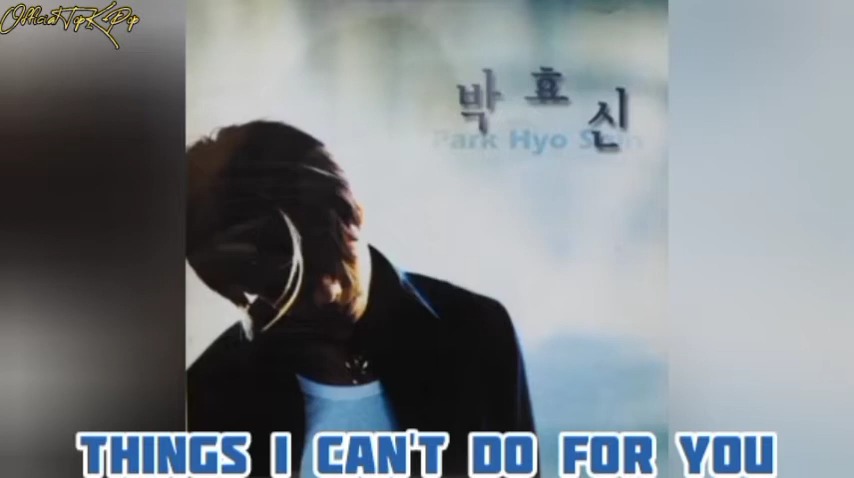 OfficialTopKPop
박효신
Park Hyo Shin
THINGS I CAN'T DO FOR YOU